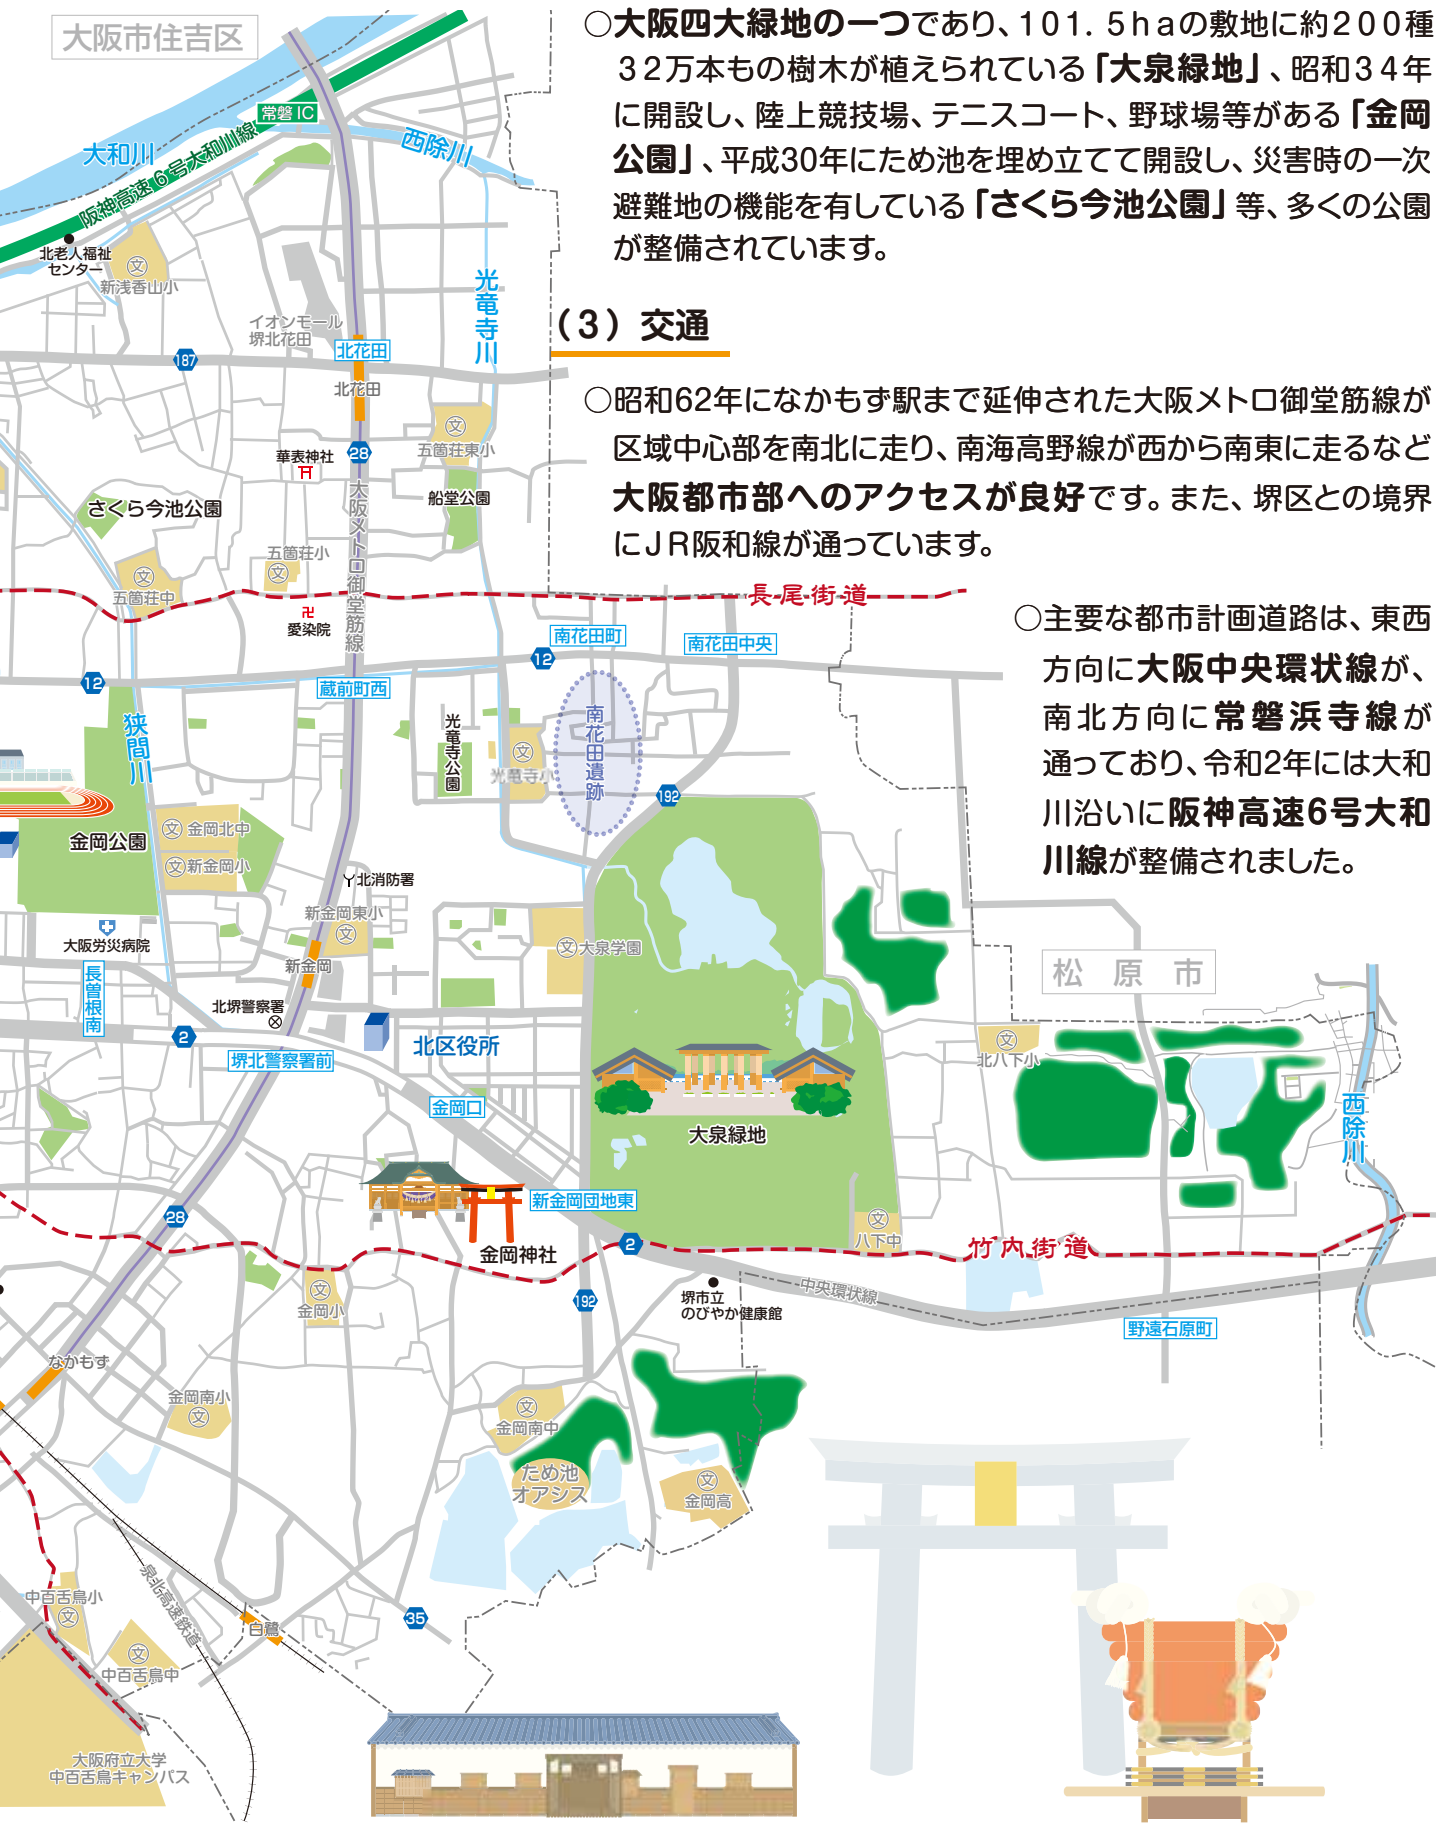 ○大阪四大緑地の一つであり、１０１．５ｈａの敷地に約２００種
３２万本もの樹木が植えられている「大泉緑地」、昭和３４年
に開設し、陸上競技場、テニスコート、野球場等がある「金岡
公園」、平成30年にため池を埋め立てて開設し、災害時の一次
避難地の機能を有している「さくら今池公園」等、多くの公園
が整備されています。
（３）交通
○昭和62年になかもず駅まで延伸された大阪メトロ御堂筋線が
区域中心部を南北に走り、南海高野線が西から南東に走るなど
大阪都市部へのアクセスが良好です。また、堺区との境界
にＪＲ阪和線が通っています。
○主要な都市計画道路は、東西
方向に大阪中央環状線が、
南北方向に常磐浜寺線が
通っており、令和2年には大和
川沿いに阪神高速6号大和
川線が整備されました。
大阪市住吉区
常磐IC
大和川
西除川
阪神高速6号大和川線
北老人福祉
センター
文
新浅香山小
光竜寺川
イオンモール
堺北花田
北花田
187
北花田
文
五箇荘東小
華表神社
28
大阪メトロ御堂筋線
船堂公園
さくら今池公園
五箇荘小
文
文
五箇荘中
長尾街道
愛染院
南花田町
南花田中央
12
12
蔵前町西
狭間川
光竜寺公園
南花田遺跡
文
光竜寺小
192
文金岡北中
金岡公園
文新金岡小
北消防署
新金岡東小
文
大阪労災病院
文大泉学園
新金岡
長曽根南
松原市
北堺警察署
2
北区役所
文
北八下小
堺北警察署前
金岡口
西除川
大泉緑地
新金岡団地東
28
文
八下中
2
竹内街道
金岡神社
文
金岡小
192
堺市立
のびやか健康館
中央環状線
野遠石原町
なかもず
金岡南小
文
文
金岡南中
ため池
オアシス
文
金岡高
泉北高速鉄道
中百舌鳥小
文
白鷺
35
文
中百舌鳥中
大阪府立大学
中百舌鳥キャンパス